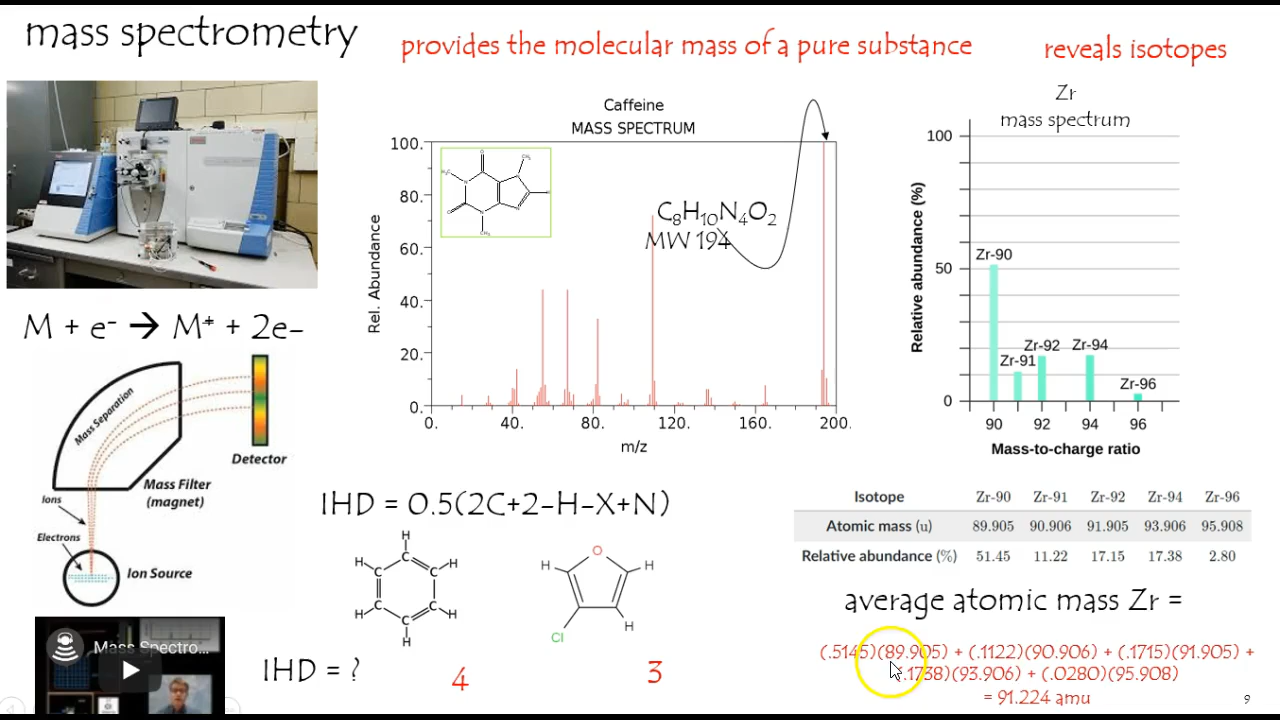 mass spectrometry
provides the molecular mass of a pure substance
reveals isotopes
Caffeine
MASS SPECTRUM
Rel. Abundance
100.
80.
60.
40.
20.
0.
C8H10N4O2
MW 194
0. 40. 80. 120. 160. 200.
m/z
Zr
mass spectrum
Relative abundance (%)
100
50
0
Zr-90
Zr-91
Zr-92
Zr-94
Zr-96
90 91 92 94 96
Mass-to-charge ratio
M + e- → M+ + 2e-
Mass Separation
Detector
Mass Filter
(magnet)
Ions
Electrons
Ion Source
IHD = 0.5(2C+2-H-X+N)
H
H C H
C C
C C
H C H
H
O
H H
H
Cl
IHD = ?
4
3
Isotope Zr-90 Zr-91 Zr-92 Zr-94 Zr-96
Atomic mass (u) 89.905 90.906 91.905 93.906 95.908
Relative abundance (%) 51.45 11.22 17.15 17.38 2.80
average atomic mass Zr =
(.5145)(89.905) + (.1122)(90.906) + (.1715)(91.905) +
(.1738)(93.906) + (.0280)(95.908)
= 91.224 amu
Mass Spectro...
9